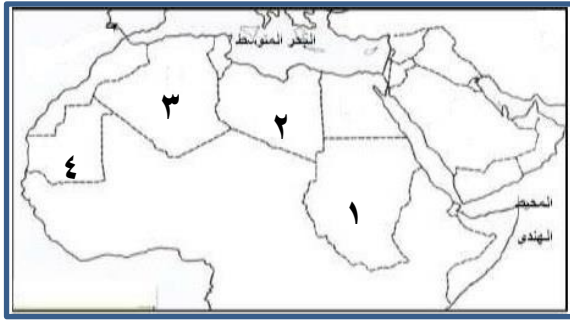 البحر المتوسط
٣
٢
٤
١
المحيط
الهندي